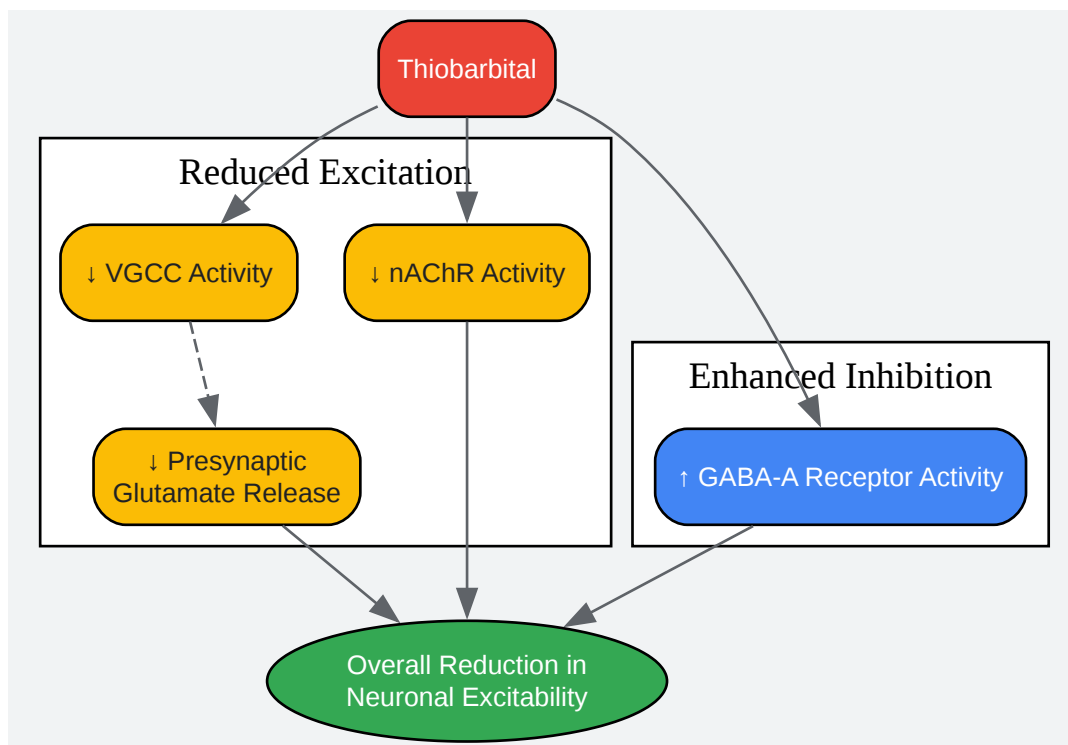 Thiobarbital
Reduced Excitation
↓ VGCC Activity
↓ nAChR Activity
Enhanced Inhibition
↓ Presynaptic
Glutamate Release
↑ GABA-A Receptor Activity
Overall Reduction in
Neuronal Excitability